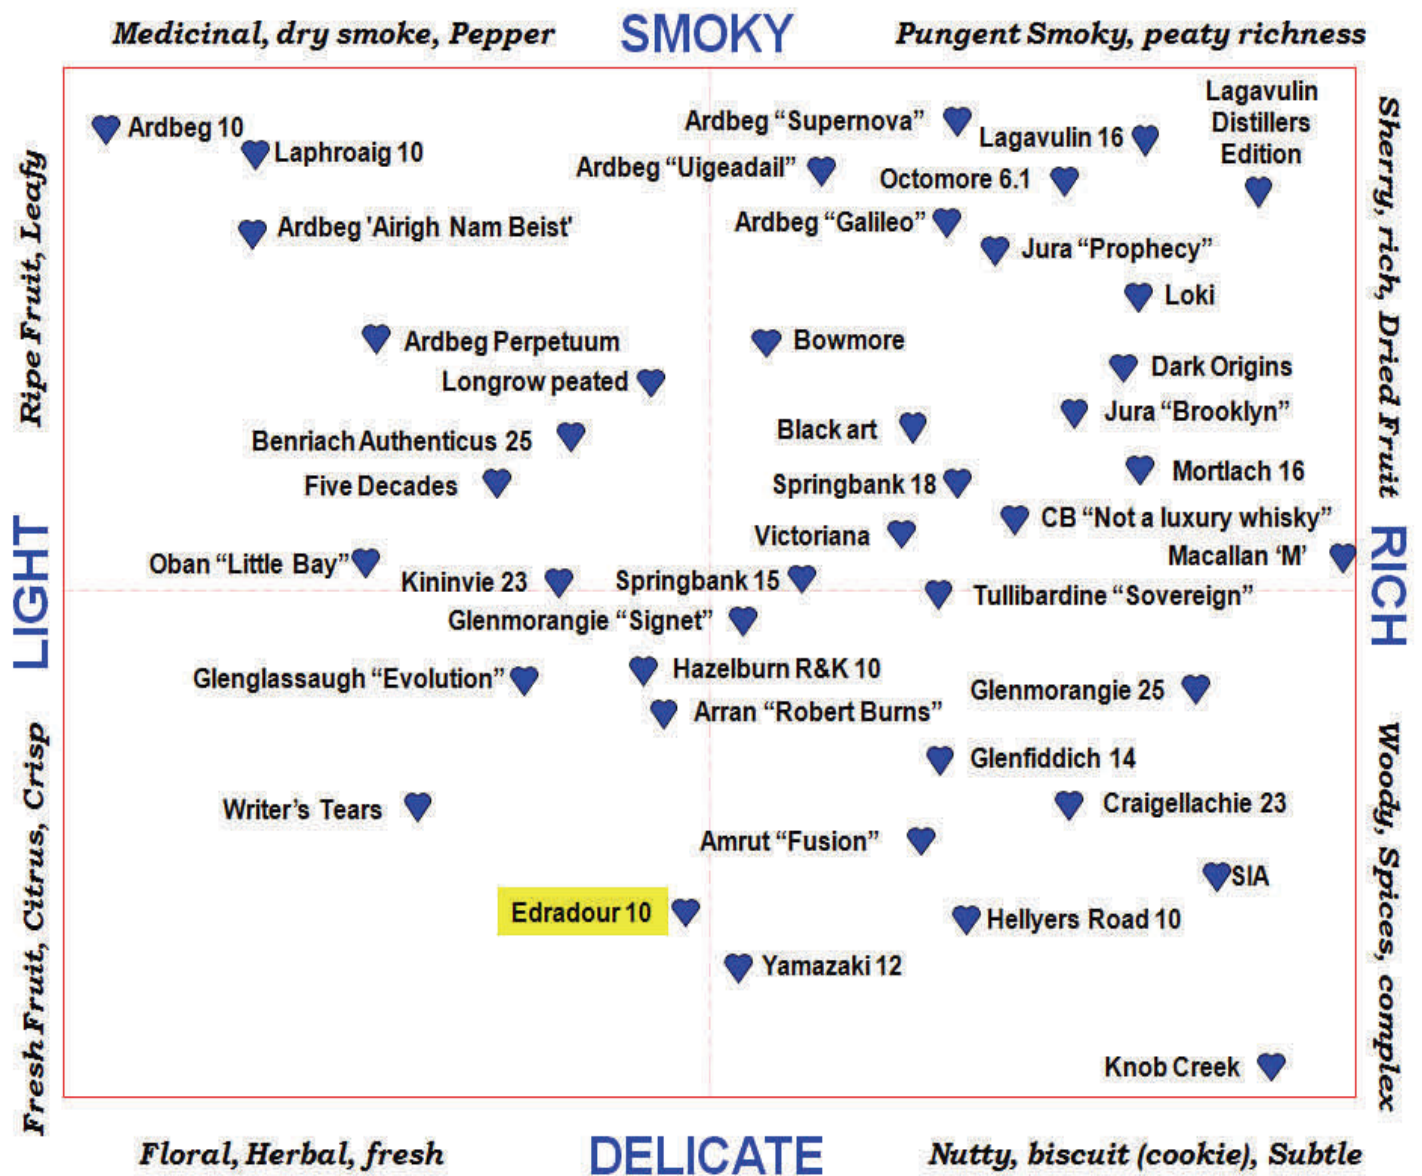 Medicinal, dry smoke, Pepper
SMOKY
Pungent Smoky, peaty richness
Ripe Fruit, Leafy
LIGHT
Fresh Fruit, Citrus, Crisp
Ardbeg 10
Laphroaig 10
Ardbeg 'Airigh Nam Beist'
Ardbeg “Supernova”
Ardbeg “Uigeadail”
Lagavulin 16
Lagavulin
Distillers
Edition
Octomore 6.1
Ardbeg “Galileo”
Jura “Prophecy”
Loki
Ardbeg Perpetuum
Bowmore
Longrow peated
Dark Origins
Jura “Brooklyn”
Benriach Authenticus 25
Black art
Five Decades
Springbank 18
Mortlach 16
CB “Not a luxury whisky”
Victoriana
Macallan ‘M’
Oban “Little Bay”
Kininvie 23
Springbank 15
Tullibardine “Sovereign”
Glenmorangie “Signet”
Hazelburn R&K 10
Glenglassaugh “Evolution”
Glenmorangie 25
Arran “Robert Burns”
Glenfiddich 14
Writer’s Tears
Craigellachie 23
Amrut “Fusion”
SIA
Edradour 10
Hellyers Road 10
Yamazaki 12
Knob Creek
Sherry, rich, Dried Fruit
RICH
Woody, Spices, complex
Floral, Herbal, fresh
DELICATE
Nutty, biscuit (cookie), Subtle